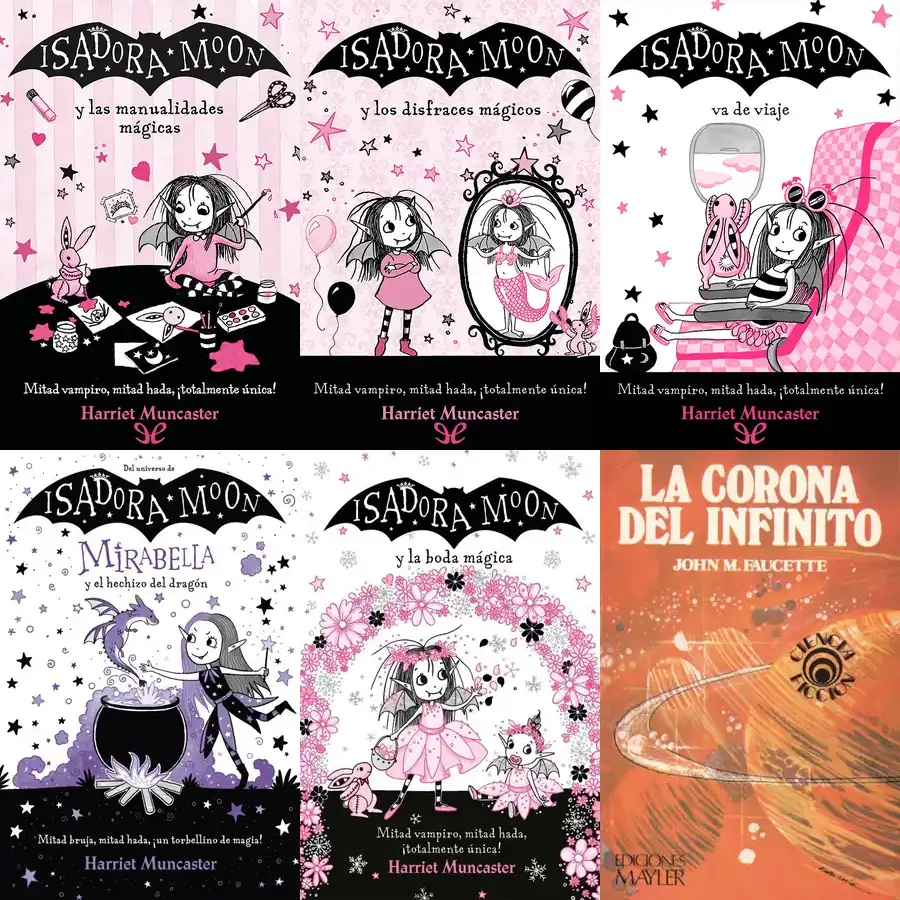 ISADORA MOON
y las manualidades
mágicas
Mitad vampiro, mitad hada, ¡totalmente única!
Harriet Muncaster
ISADORA MOON
y los disfraces mágicos
Mitad vampiro, mitad hada, ¡totalmente única!
Harriet Muncaster
ISADORA MOON
va de viaje
Mitad vampiro, mitad hada, ¡totalmente única!
Harriet Muncaster
Del universo de
ISADORA MOON
MIRABELLA
y el hechizo del dragón
Mitad bruja, mitad hada, ¡un torbellino de magia!
Harriet Muncaster
ISADORA MOON
y la boda mágica
Mitad vampiro, mitad hada,
¡totalmente única!
Harriet Muncaster
LA CORONA
DEL INFINITO
JOHN M. FAUCETTE
CIENCIA
FICCION
EDICIONES
MAYLER